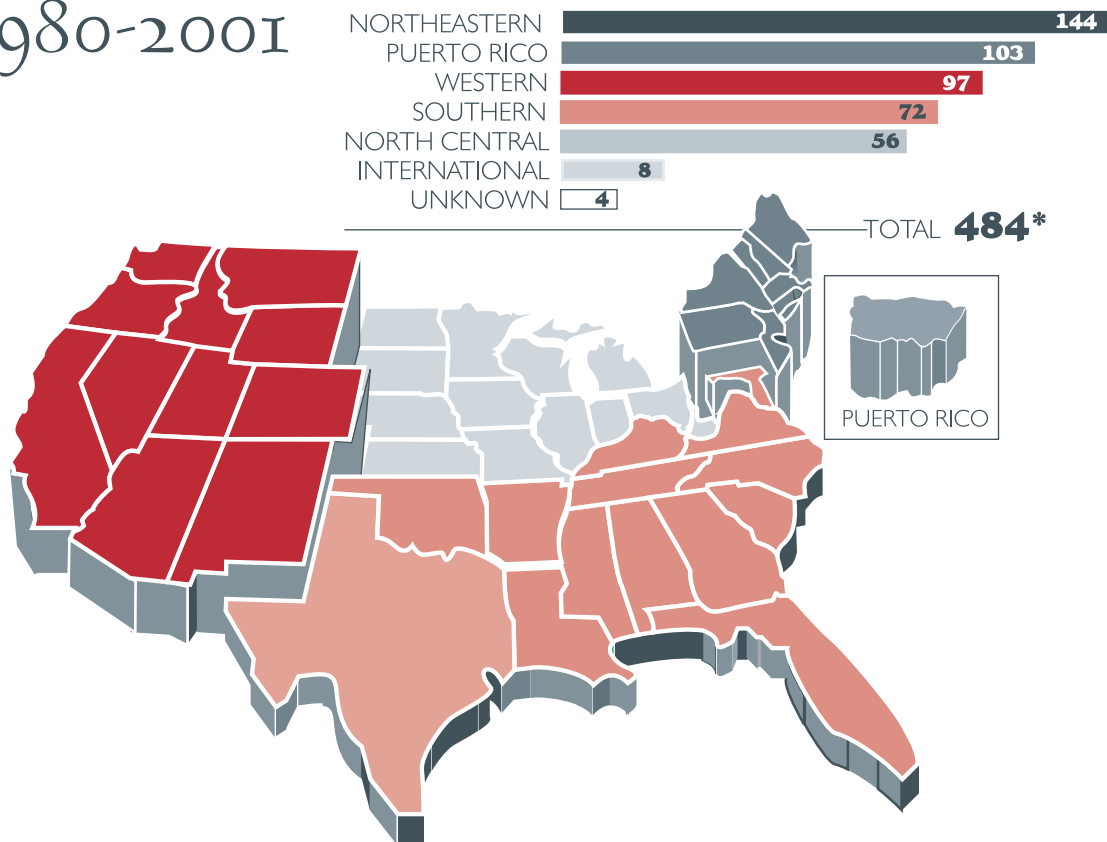 980-2001
NORTHEASTERN 144
PUERTO RICO 103
WESTERN 97
SOUTHERN 72
NORTH CENTRAL 56
INTERNATIONAL 8
UNKNOWN 4
TOTAL 484*
PUERTO RICO